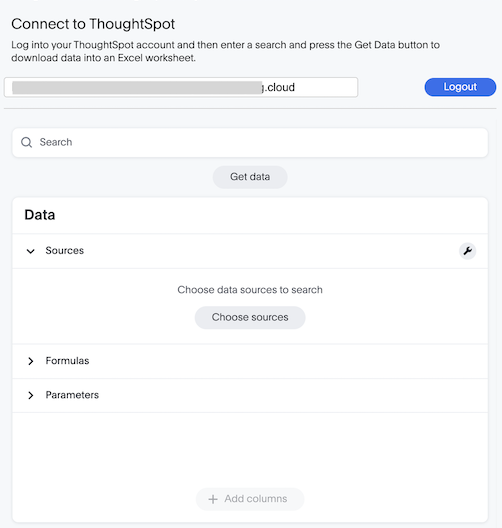 Connect to ThoughtSpot
Log into your ThoughtSpot account and then enter a search and press the Get Data button to
download data into an Excel worksheet.
.cloud
Logout
Search
Get data
Data
Sources
Choose data sources to search
Choose sources
Formulas
Parameters
+ Add columns